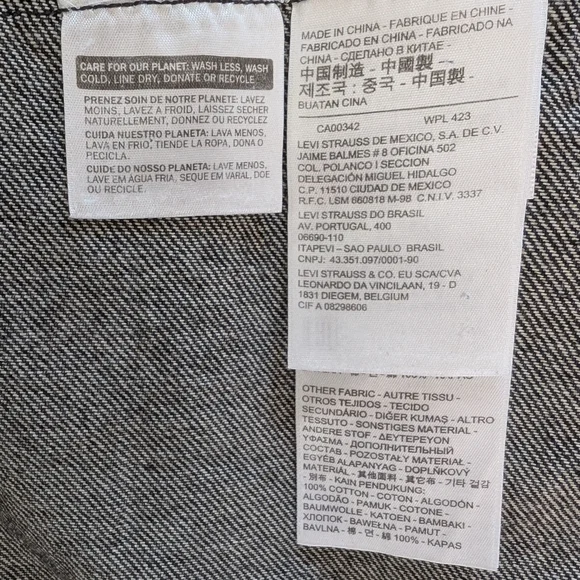 CARE FOR OUR PLANET: WASH LESS, WASH
COLD, LINE DRY, DONATE OR RECYCLE.
PRENEZ SOIN DE NOTRE PLANETE: LAVEZ
MOINS, LAVEZ A FROID, LAISSEZ SECHER
NATURELLEMENT, DONNEZ OU RECYCLEZ.
CUIDA NUESTRO PLANETA: LAVA MENOS,
LAVA EN FRIO, TIENDE LA ROPA, DONA O
RECICLA.
CUIDE DO NOSSO PLANETA: LAVE MENOS,
LAVE EM ÁGUA FRIA, SEQUE EM VARAL, DOE
OU RECICLE.
MADE IN CHINA - FABRIQUE EN CHINE -
FABRICADO EN CHINA - FABRICADO NA
CHINA - СДЕЛАНО В КИТАЕ -
中国制造 - 中國製 -
제조국 : 중국 - 中国製 -
BUATAN CINA
CA00342 WPL 423
LEVI STRAUSS DE MEXICO, S.A. DE C.V.
JAIME BALMES # 8 OFICINA 502
COL. POLANCO I SECCION
DELEGACIÓN MIGUEL HIDALGO
C.P. 11510 CIUDAD DE MEXICO
R.F.C. LSM 660818 M-98 C.N.I.V. 3337
LEVI STRAUSS DO BRASIL
AV. PORTUGAL, 400
06690-110
ITAPEVI – SAO PAULO BRASIL
CNPJ: 43.351.097/0001-90
LEVI STRAUSS & CO. EU SCA/CVA
LEONARDO DA VINCILAAN, 19 - D
1831 DIEGEM, BELGIUM
CIF A 08298606
OTHER FABRIC - AUTRE TISSU -
OTROS TEJIDOS - TECIDO
SECUNDÁRIO - DIĞER KUMAŞ - ALTRO
TESSUTO - SONSTIGES MATERIAL -
ANDERE STOF - ΔΕΥΤΕΡΕΥΟΝ
ΥΦΑΣΜΑ - ДОПОЛНИТЕЛЬНЫЙ
СОСТАВ - POZOSTAŁY MATERIAŁ -
EGYÉB ALAPANYAG - DOPLŇKOVÝ
MATERIÁL - 其他面料 - 其它布 - 기타 겉감
- 別布 - KAIN PENDUKUNG:
100% COTTON - COTON - ALGODÓN -
ALGODÃO - PAMUK - COTONE -
BAUMWOLLE - KATOEN - BAMBAKI -
ХЛОПОК - BAWEŁNA - PAMUT -
BAVLNA - 棉 - 면 - 綿 100% - KAPAS